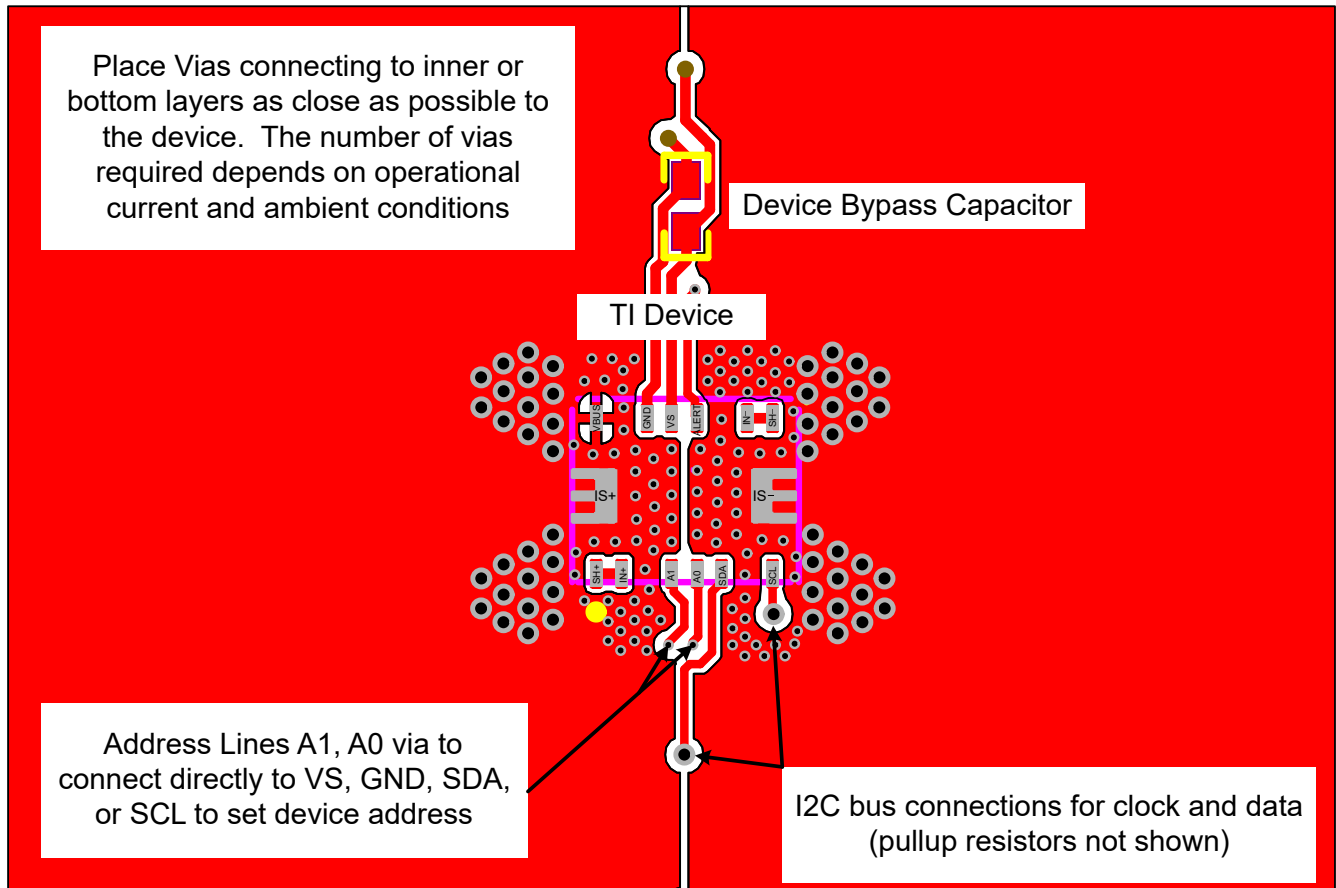 Place Vias connecting to inner or
bottom layers as close as possible to
the device.  The number of vias
required depends on operational
current and ambient conditions
Device Bypass Capacitor
TI Device
VBUS
GND
VS
ALERT
IN−
SH−
IS+
IS−
SH+
IN+
A1
A0
SDA
SCL
Address Lines A1, A0 via to
connect directly to VS, GND, SDA,
or SCL to set device address
I2C bus connections for clock and data
(pullup resistors not shown)